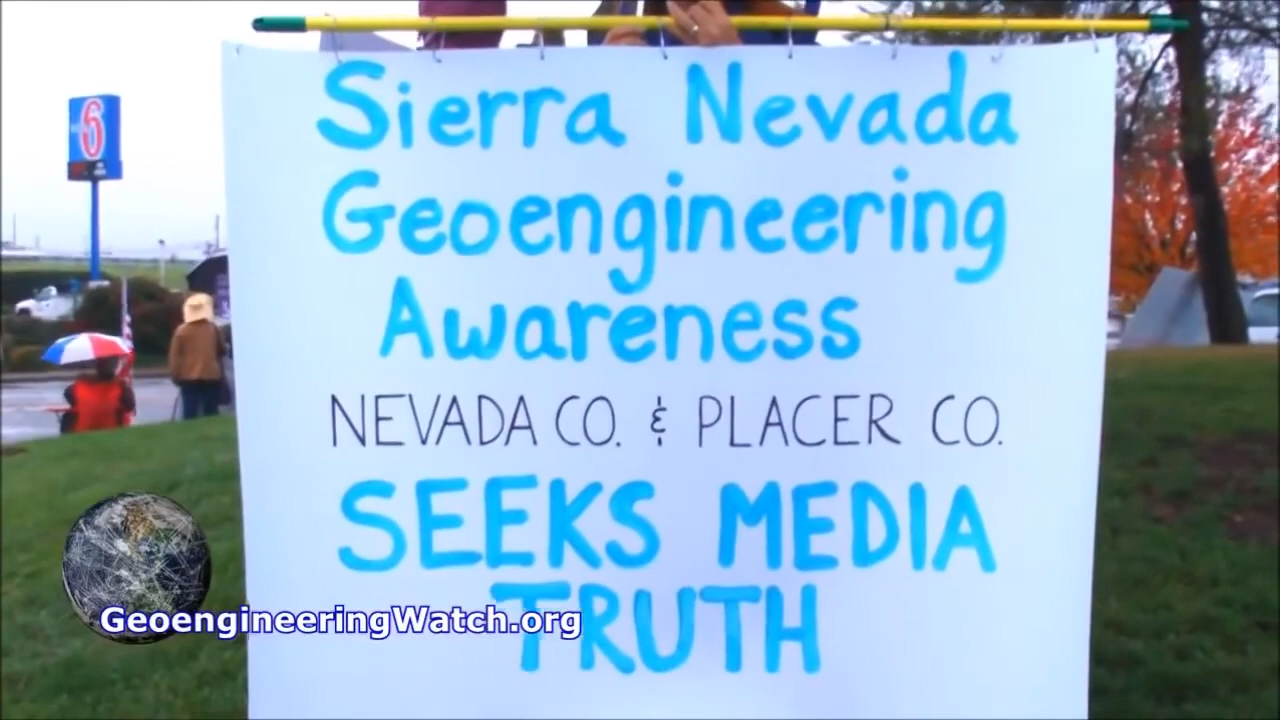 6
Sierra Nevada
Geoengineering
Awareness
NEVADA CO. & PLACER CO.
SEEKS MEDIA
TRUTH
GeoengineeringWatch.org